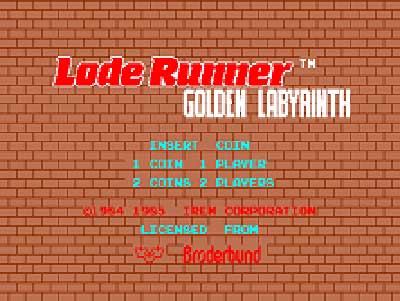 Lode Runner™
GOLDEN LABYRINTH
INSERT COIN
1 COIN 1 PLAYER
2 COINS 2 PLAYERS
©1984 1985 IREM CORPORATION
LICENSED FROM
Brøderbund